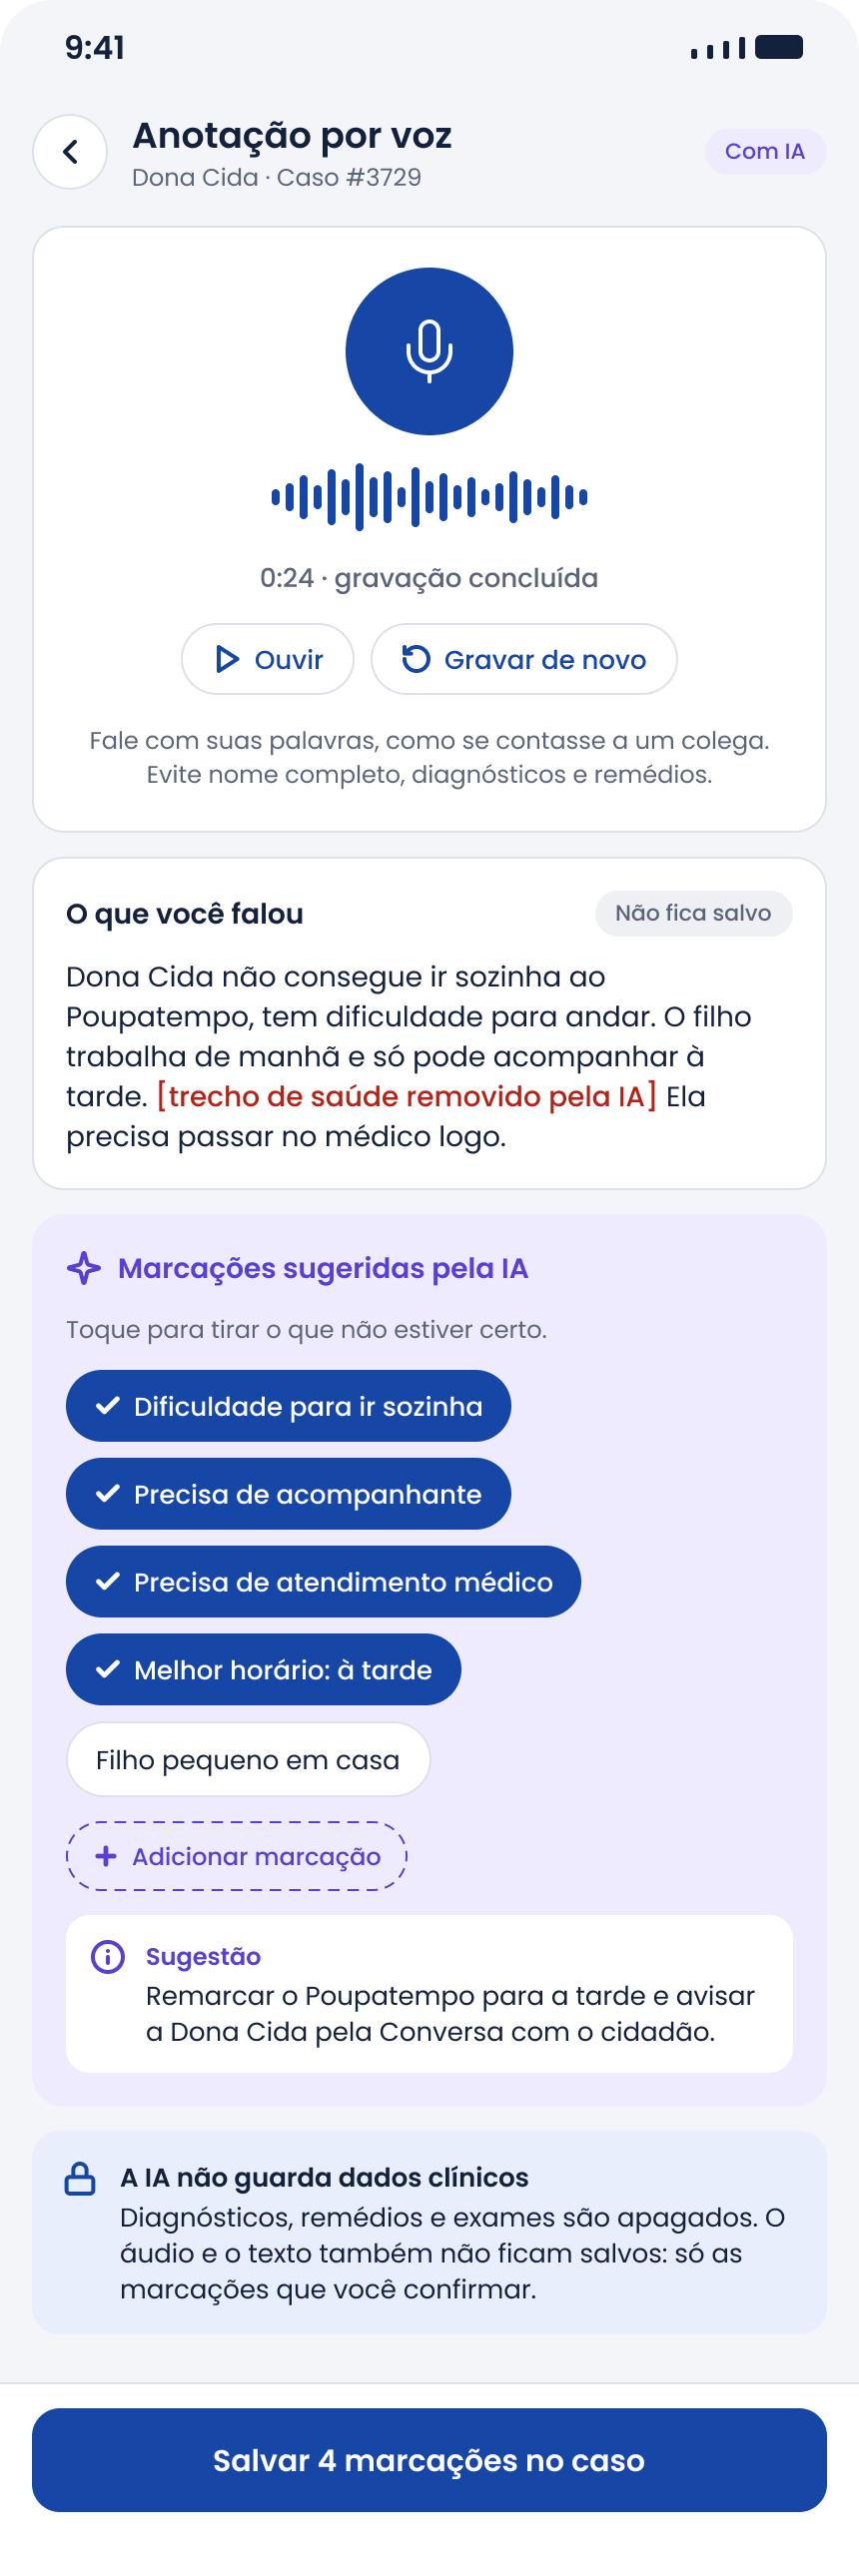 9:41
Anotação por voz
Dona Cida · Caso #3729
Com IA
0:24 · gravação concluída
Ouvir
Gravar de novo
Fale com suas palavras, como se contasse a um colega.
Evite nome completo, diagnósticos e remédios.
O que você falou
Não fica salvo
Dona Cida não consegue ir sozinha ao
Poupatempo, tem dificuldade para andar. O filho
trabalha de manhã e só pode acompanhar à
tarde. [trecho de saúde removido pela IA] Ela
precisa passar no médico logo.
Marcações sugeridas pela IA
Toque para tirar o que não estiver certo.
Dificuldade para ir sozinha
Precisa de acompanhante
Precisa de atendimento médico
Melhor horário: à tarde
Filho pequeno em casa
+ Adicionar marcação
Sugestão
Remarcar o Poupatempo para a tarde e avisar
a Dona Cida pela Conversa com o cidadão.
A IA não guarda dados clínicos
Diagnósticos, remédios e exames são apagados. O
áudio e o texto também não ficam salvos: só as
marcações que você confirmar.
Salvar 4 marcações no caso